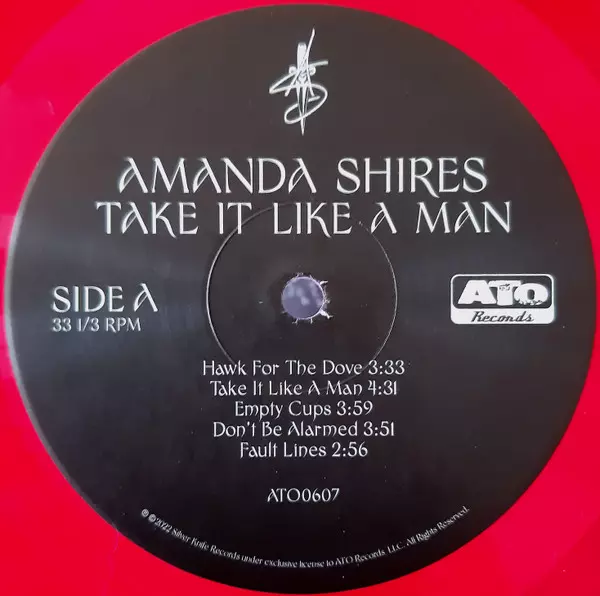 AMANDA SHIRES
TAKE IT LIKE A MAN
SIDE A
33 1/3 RPM
ATO
Records
Hawk For The Dove 3:33
Take It Like A Man 4:31
Empty Cups 3:59
Don't Be Alarmed 3:51
Fault Lines 2:56
ATO0607
℗ © 2022 Silver Knife Records under exclusive license to ATO Records, LLC. All Rights Reserved.